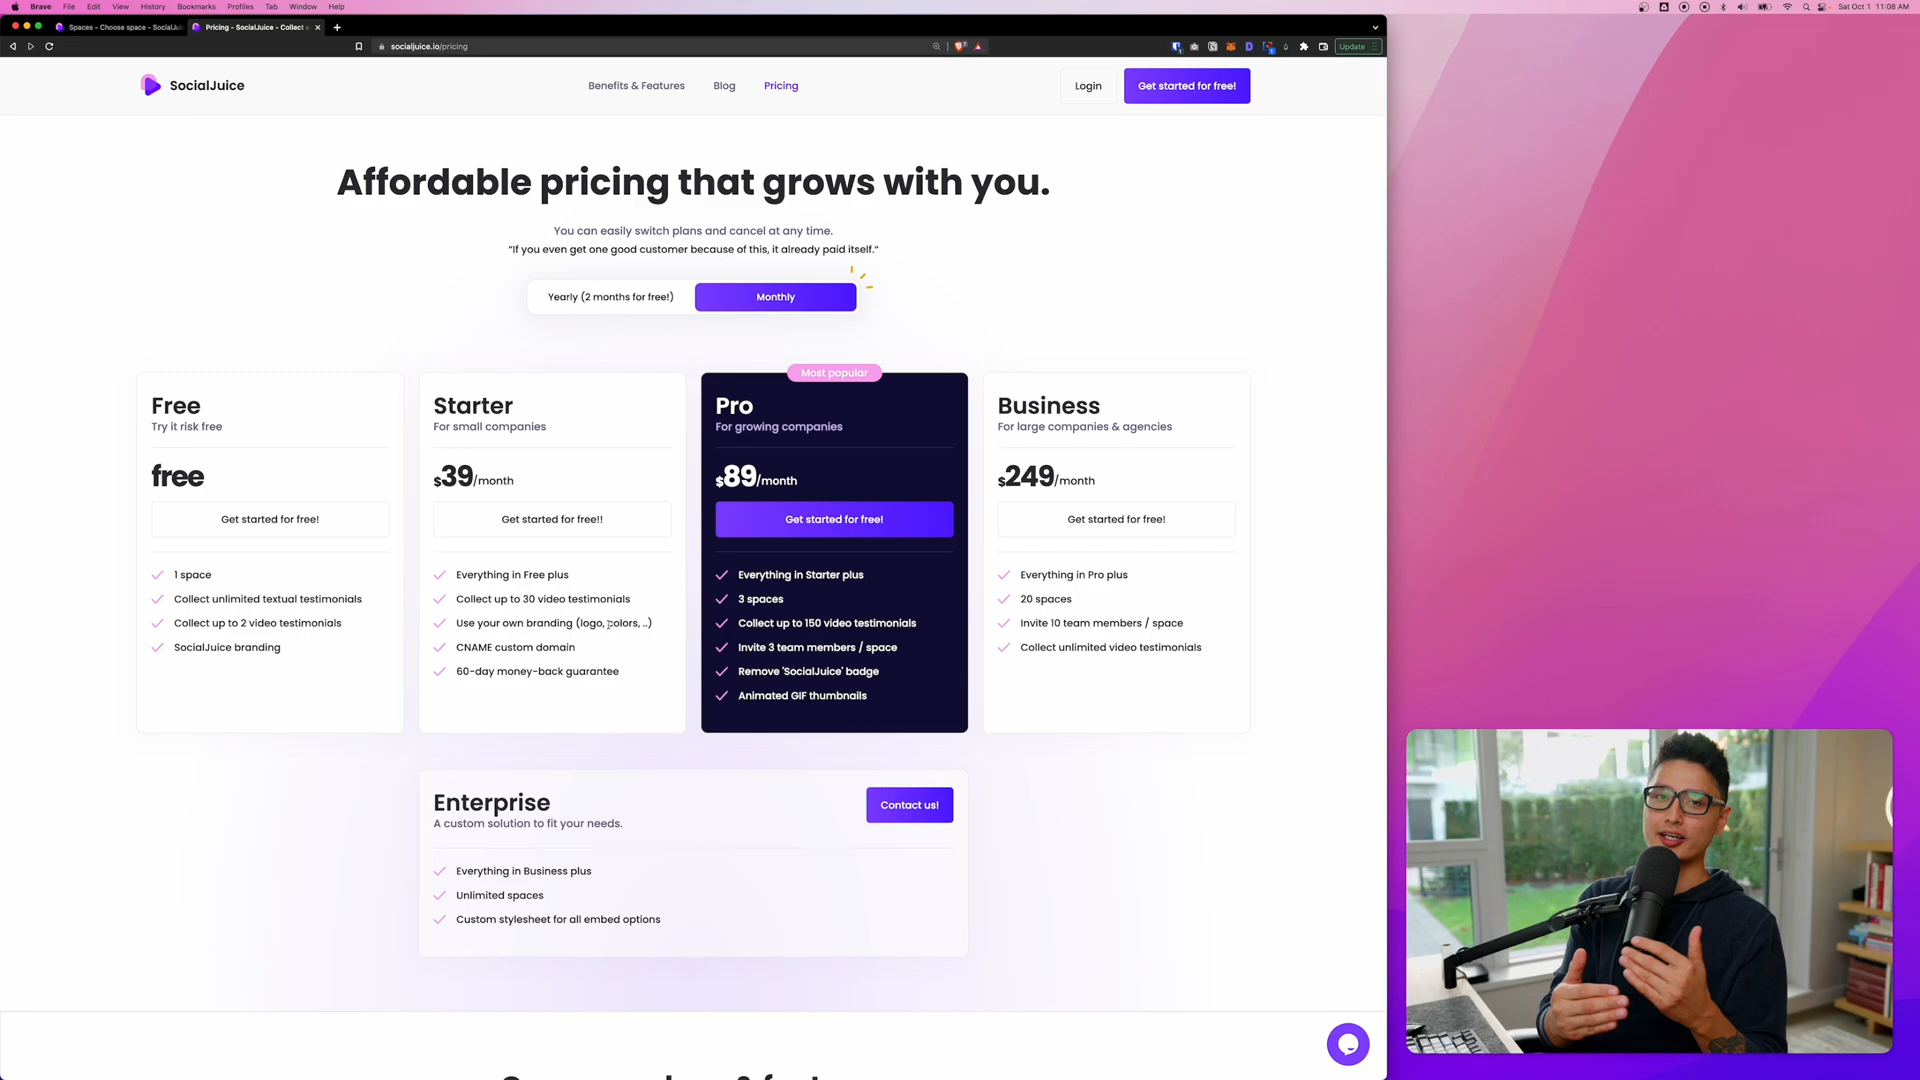 Brave File Edit View History Bookmarks Profiles Tab Window Help
Sat Oct 1 11:08 AM
Spaces - Choose space - SocialJui
Pricing - SocialJuice - Collect
socialjuice.io/pricing
Update
SocialJuice
Benefits & Features
Blog
Pricing
Login
Get started for free!
Affordable pricing that grows with you.
You can easily switch plans and cancel at any time.
“If you even get one good customer because of this, it already paid itself.”
Yearly (2 months for free!)
Monthly
Free
Try it risk free
free
Get started for free!
1 space
Collect unlimited textual testimonials
Collect up to 2 video testimonials
SocialJuice branding
Starter
For small companies
$39/month
Get started for free!!
Everything in Free plus
Collect up to 30 video testimonials
Use your own branding (logo, colors, ..)
CNAME custom domain
60-day money-back guarantee
Most popular
Pro
For growing companies
$89/month
Get started for free!
Everything in Starter plus
3 spaces
Collect up to 150 video testimonials
Invite 3 team members / space
Remove 'SocialJuice' badge
Animated GIF thumbnails
Business
For large companies & agencies
$249/month
Get started for free!
Everything in Pro plus
20 spaces
Invite 10 team members / space
Collect unlimited video testimonials
Enterprise
A custom solution to fit your needs.
Contact us!
Everything in Business plus
Unlimited spaces
Custom stylesheet for all embed options